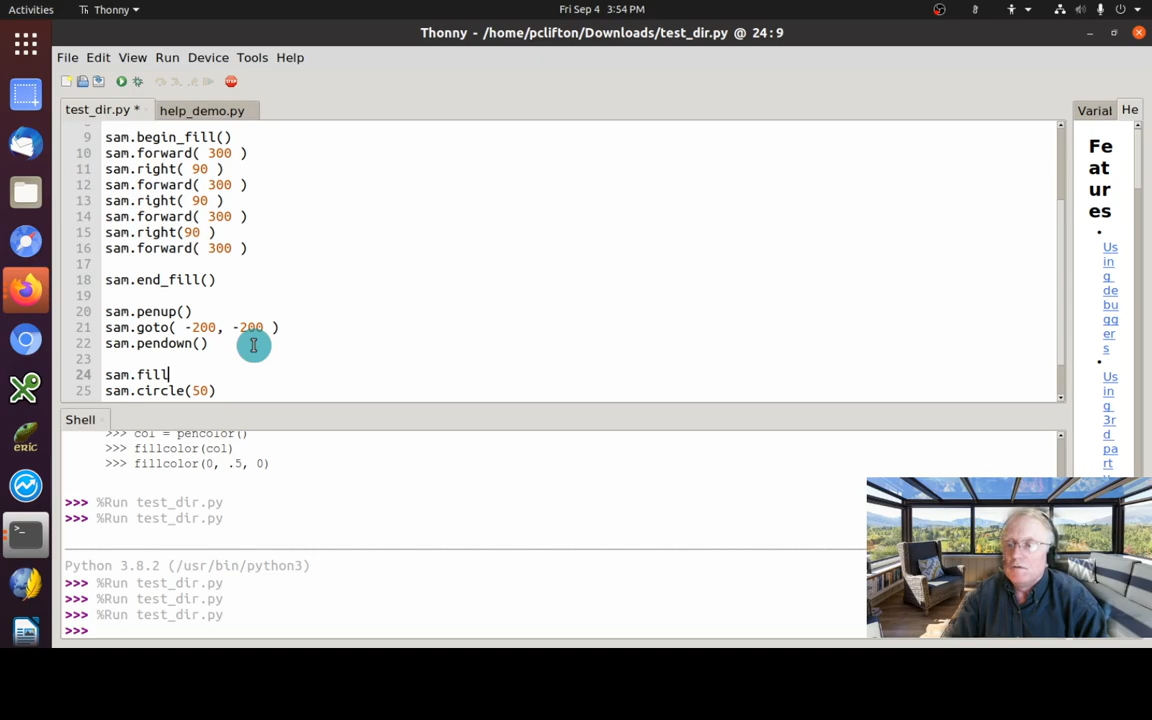 Activities
Thonny
Fri Sep 4 3:54 PM
Thonny - /home/pclifton/Downloads/test_dir.py @ 24:9
File Edit View Run Device Tools Help
STOP
test_dir.py *
help_demo.py
Varial
He
9 sam.begin_fill()
10 sam.forward( 300 )
11 sam.right( 90 )
12 sam.forward( 300 )
13 sam.right( 90 )
14 sam.forward( 300 )
15 sam.right(90 )
16 sam.forward( 300 )
17
18 sam.end_fill()
19
20 sam.penup()
21 sam.goto( -200, -200 )
22 sam.pendown()
23
24 sam.fill
25 sam.circle(50)
Fe
at
ur
es
• Us
in
g
de
bu
gg
er
s
• Us
in
g
3r
d
pa
rt
Shell
>>> col = pencolor()
>>> fillcolor(col)
>>> fillcolor(0, .5, 0)
>>> %Run test_dir.py
>>> %Run test_dir.py
Python 3.8.2 (/usr/bin/python3)
>>> %Run test_dir.py
>>> %Run test_dir.py
>>> %Run test_dir.py
>>>
eric
>_